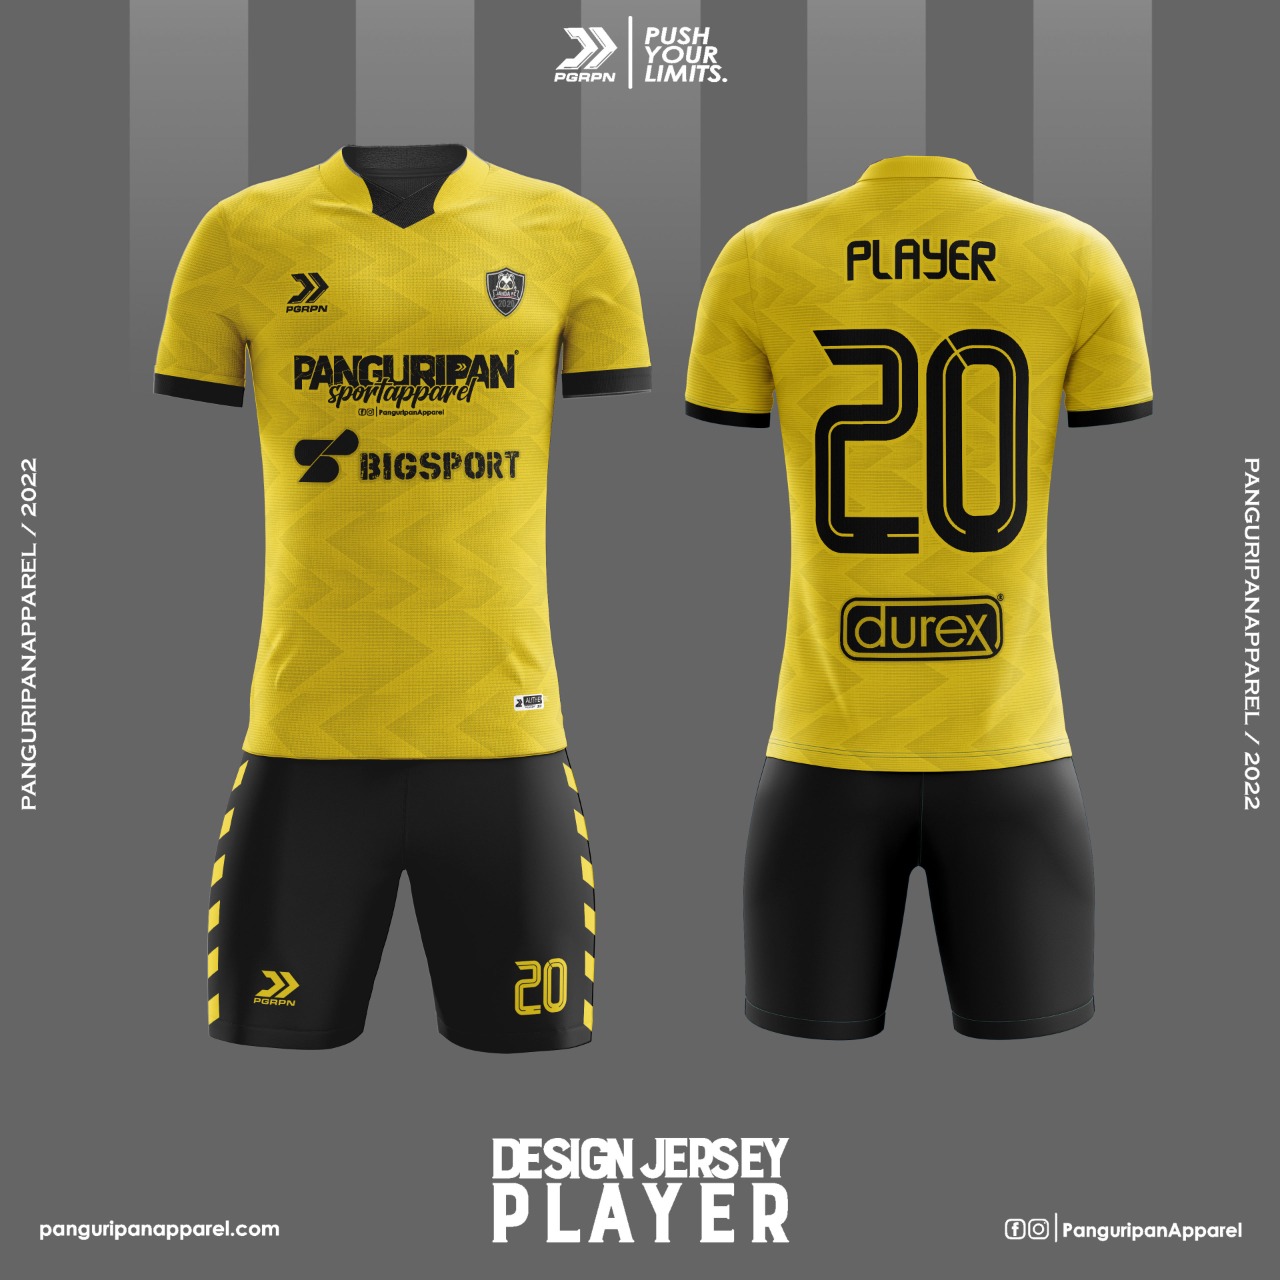 PGRPN
PUSH
YOUR
LIMITS.
PGRPN
2020
PANGURIPAN
sportapparel
PanguripanApparel
BIGSPORT
PLAYER
20
durex®
PGRPN
20
PANGURIPANAPPAREL / 2022
PANGURIPANAPPAREL / 2022
DESIGN JERSEY
PLAYER
panguripanapparel.com
PanguripanApparel